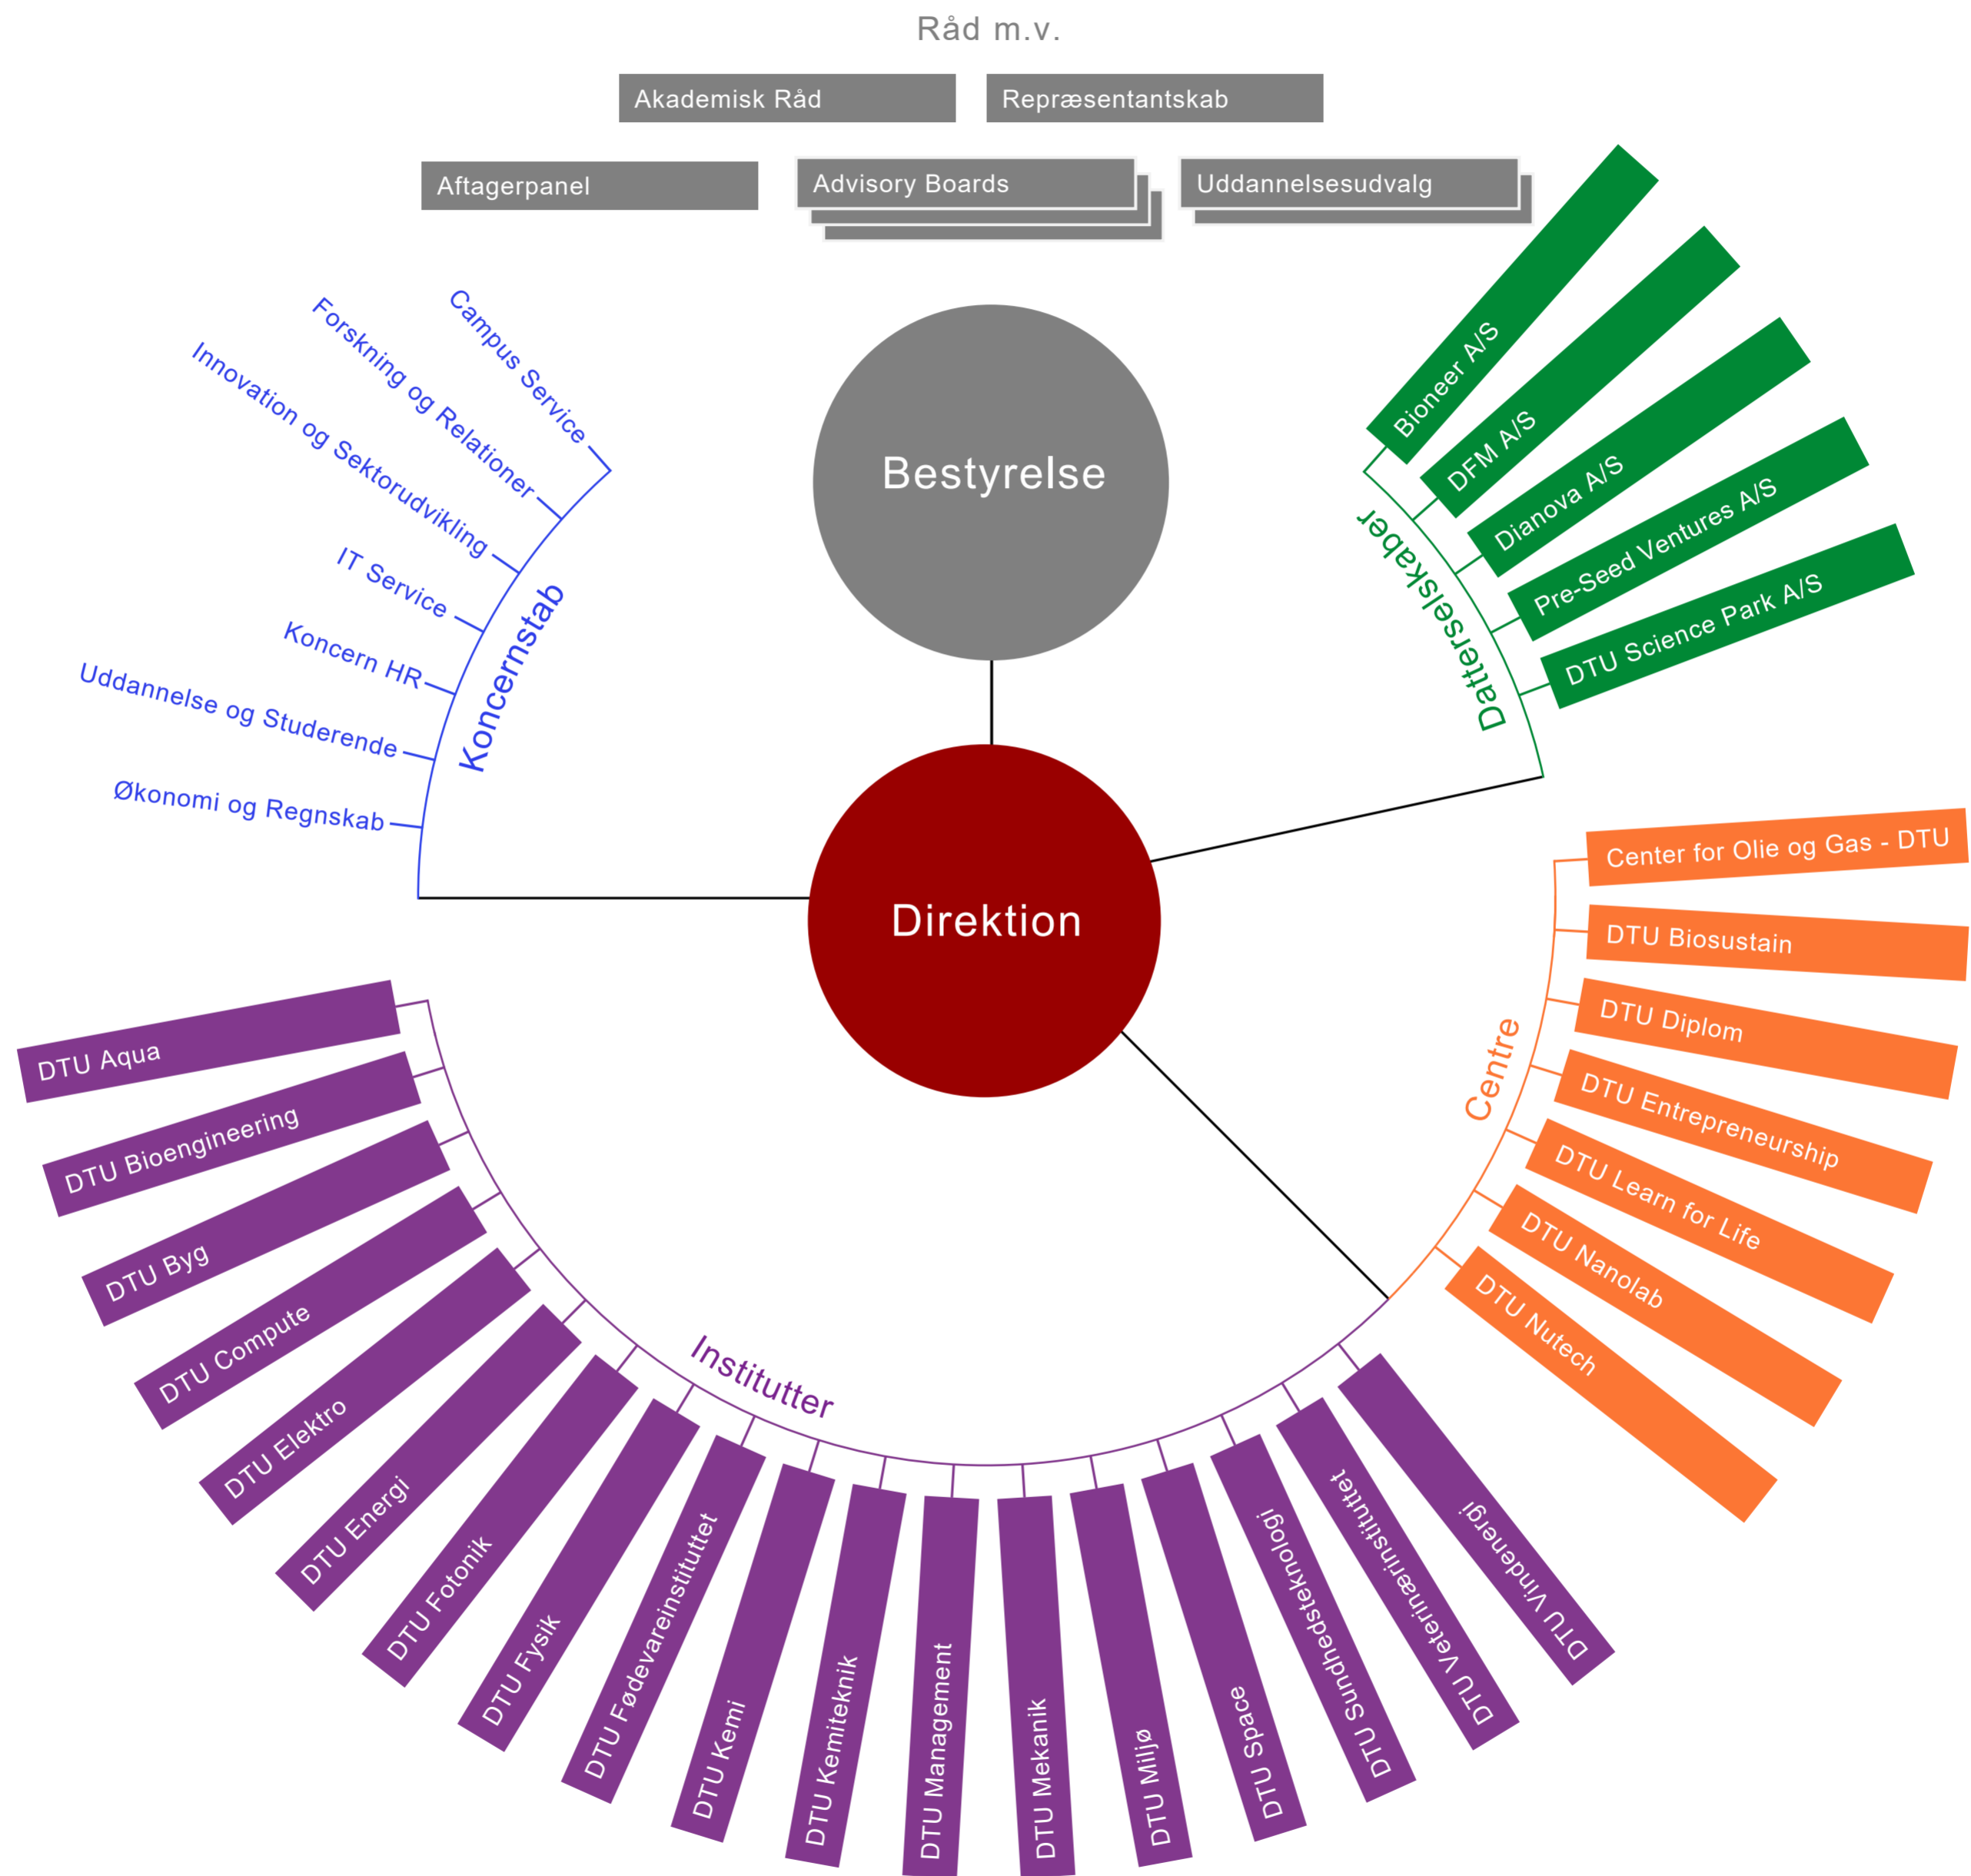 Råd m.v.
Akademisk Råd
Repræsentantskab
Aftagerpanel
Advisory Boards
Uddannelsesudvalg
Bestyrelse
Direktion
Koncernstab
Campus Service
Forskning og Relationer
Innovation og Sektorudvikling
IT Service
Koncern HR
Uddannelse og Studerende
Økonomi og Regnskab
Datterselskaber
Bioneer A/S
DFM A/S
Dianova A/S
Pre-Seed Ventures A/S
DTU Science Park A/S
Centre
Center for Olie og Gas - DTU
DTU Biosustain
DTU Diplom
DTU Entrepreneurship
DTU Learn for Life
DTU Nanolab
DTU Nutech
Institutter
DTU Aqua
DTU Bioengineering
DTU Byg
DTU Compute
DTU Elektro
DTU Energi
DTU Fotonik
DTU Fysik
DTU Fødevareinstituttet
DTU Kemi
DTU Kemiteknik
DTU Management
DTU Mekanik
DTU Miljø
DTU Space
DTU Sundhedsteknologi
DTU Veterinærinstituttet
DTU Vindenergi